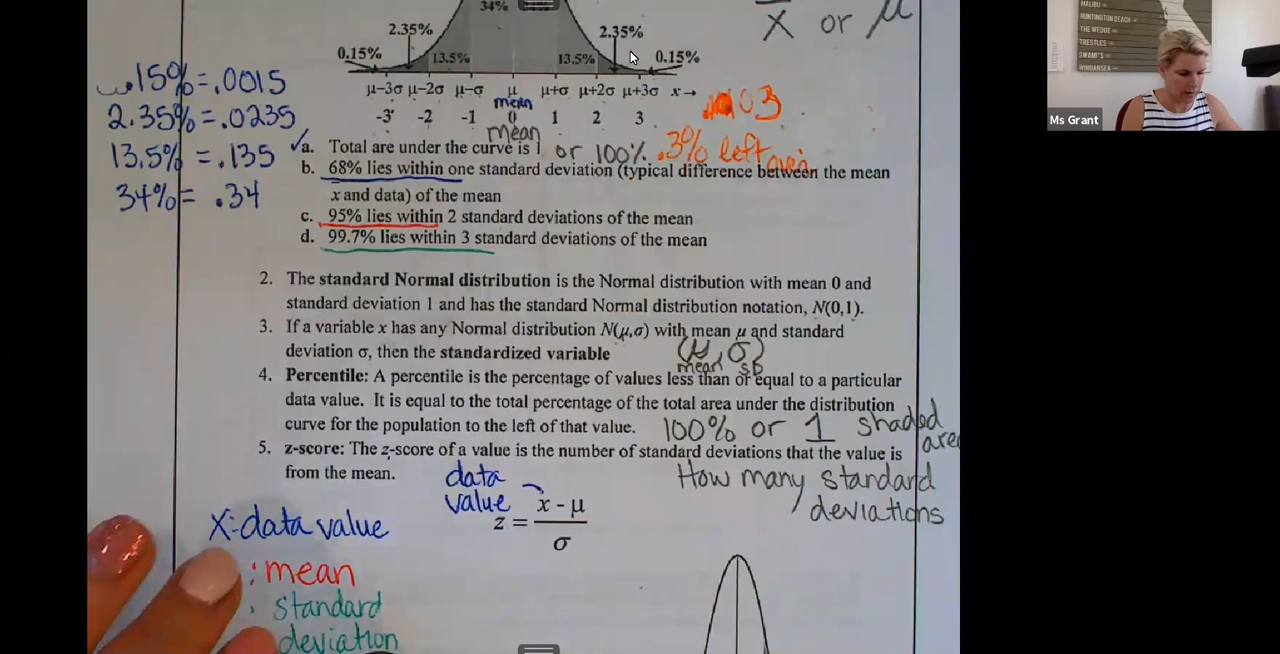 34%
2.35% 2.35%
0.15% 13.5% 13.5% 0.15%
x̄ or μ
μ−3σ μ−2σ μ−σ μ μ+σ μ+2σ μ+3σ x→
mean
-3 -2 -1 0 1 2 3
mean
.15% = .0015
2.35% = .0235
13.5% = .135
34% = .34
03
✓a. Total are under the curve is 1 or 100% .3% left over
b. 68% lies within one standard deviation (typical difference between the mean
x and data) of the mean
c. 95% lies within 2 standard deviations of the mean
d. 99.7% lies within 3 standard deviations of the mean
2. The standard Normal distribution is the Normal distribution with mean 0 and
standard deviation 1 and has the standard Normal distribution notation, N(0,1).
3. If a variable x has any Normal distribution N(μ,σ) with mean μ and standard
deviation σ, then the standardized variable (μ, σ)
mean SD
4. Percentile: A percentile is the percentage of values less than or equal to a particular
data value. It is equal to the total percentage of the total area under the distribution
curve for the population to the left of that value. 100% or 1 shaded
area
5. z-score: The z-score of a value is the number of standard deviations that the value is
from the mean.
How many standard
deviations
data
value
z = x - μ
σ
X: data value
: mean
: standard
deviation
MALIBU
HUNTINGTON BEACH
THE WEDGE
TRESTLES
SWAMI'S
WINDANSEA
Ms Grant